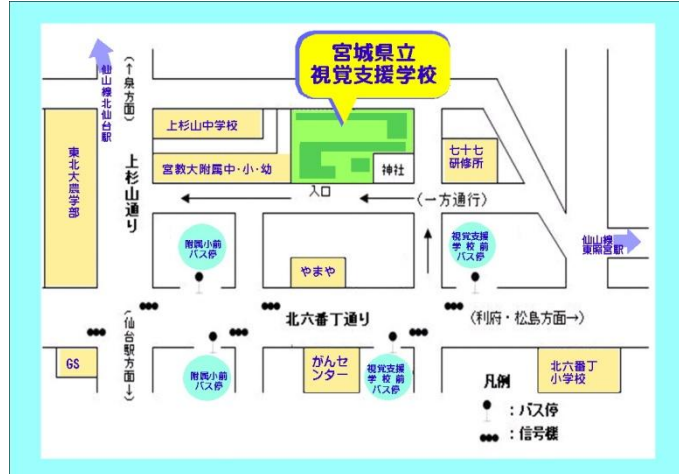 宮城県立
視覚支援学校
仙山線北仙台駅
(↑泉方面)
上杉山通り
(仙台駅方面→)
東北大農学部
上杉山中学校
宮教大附属中・小・幼
神社
入口
七十七
研修所
(一方通行)
仙山線
東照宮駅
附属小前
バス停
視覚支援
学校前
バス停
やまや
北六番丁通り
(利府・松島方面→)
GS
附属小前
バス停
がんセ
ンター
視覚支援
学校前
バス停
北六番丁
小学校
凡例
:バス停
:信号機